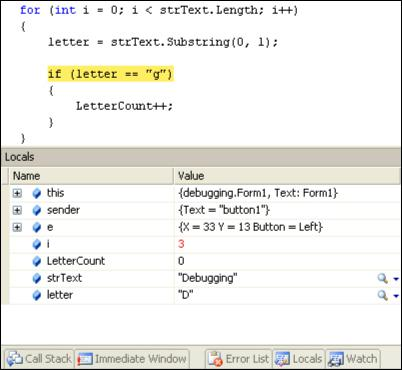 for (int i = 0; i < strText.Length; i++)
{
letter = strText.Substring(0, 1);
if (letter == "g")
{
LetterCount++;
}
}
Locals
Name Value
this {debugging.Form1, Text: Form1}
sender {Text = "button1"}
e {X = 33 Y = 13 Button = Left}
i 3
LetterCount 0
strText "Debugging"
letter "D"
Call Stack Immediate Window Error List Locals Watch